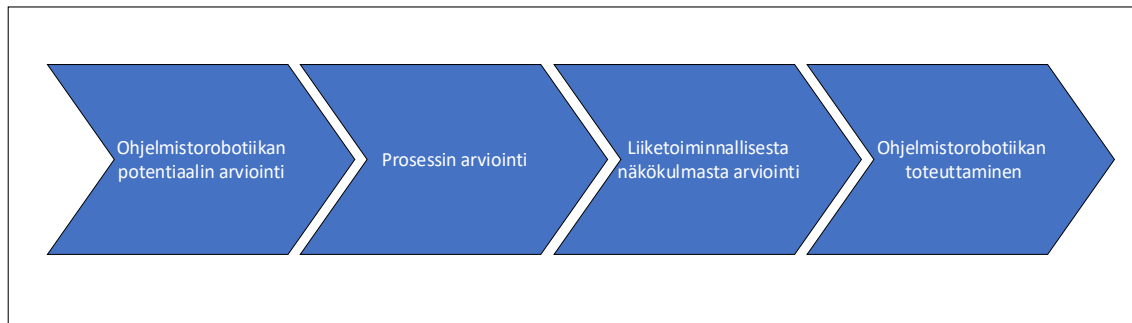 Ohjelmistorobotiikan
potentiaalin arviointi
Prosessin arviointi
Liiketoiminnallisesta
näkökulmasta arviointi
Ohjelmistorobotiikan
toteuttaminen